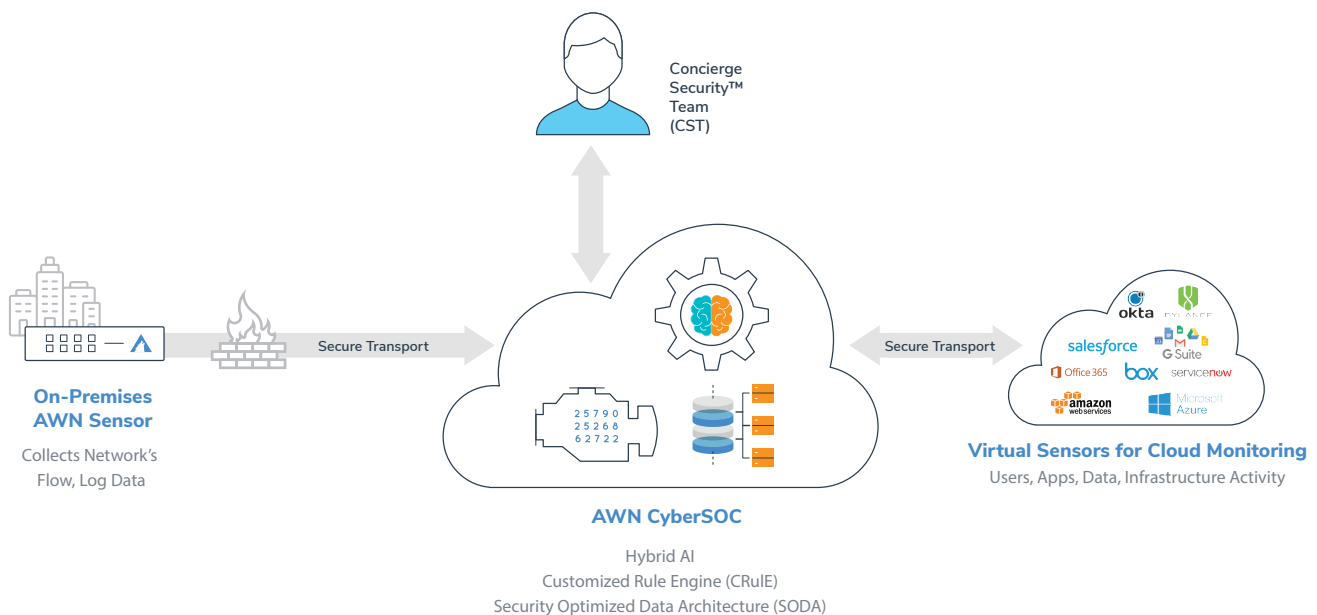 Concierge
Security™
Team
(CST)
Secure Transport
On-Premises
AWN Sensor
Collects Network's
Flow, Log Data
25790
25268
62722
AWN CyberSOC
Hybrid AI
Customized Rule Engine (CRulE)
Security Optimized Data Architecture (SODA)
Secure Transport
okta
CYLANCE
salesforce
G Suite
Office 365
box
servicenow
amazon
web services
Microsoft
Azure
Virtual Sensors for Cloud Monitoring
Users, Apps, Data, Infrastructure Activity